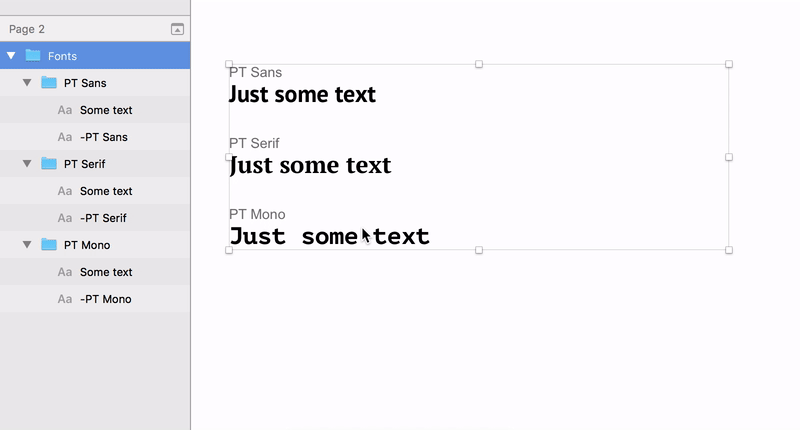 Page 2
Fonts
PT Sans
Aa Some text
Aa -PT Sans
PT Serif
Aa Some text
Aa -PT Serif
PT Mono
Aa Some text
Aa -PT Mono
PT Sans
Just some text
PT Serif
Just some text
PT Mono
Just some text